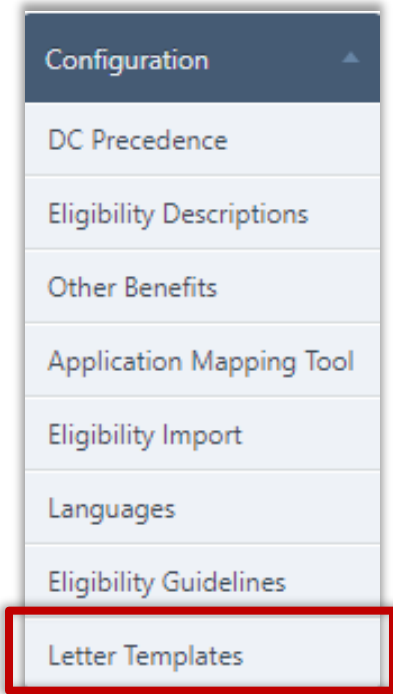 Configuration
DC Precedence
Eligibility Descriptions
Other Benefits
Application Mapping Tool
Eligibility Import
Languages
Eligibility Guidelines
Letter Templates